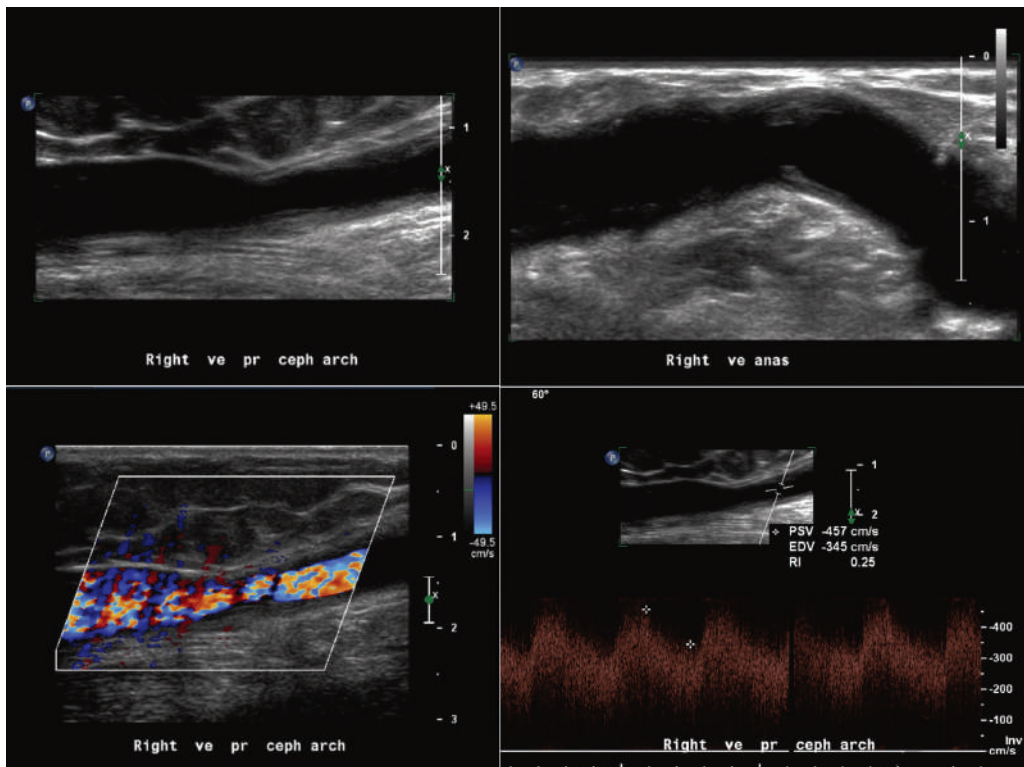 1
x
2
Right ve pr ceph arch
0
x
1
Right ve anas
+49.5
-49.5
cm/s
0
1
x
2
3
Right ve pr ceph arch
60°
1
x
2
PSV -457 cm/s
EDV -345 cm/s
RI 0.25
-400
-300
-200
-100
Inv
cm/s
Right ve pr ceph arch